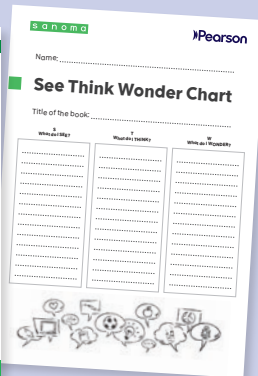 sanoma
Pearson
Name:
See Think Wonder Chart
Title of the book:
S
What do I SEE?
T
What do I THINK?
W
What do I WONDER?